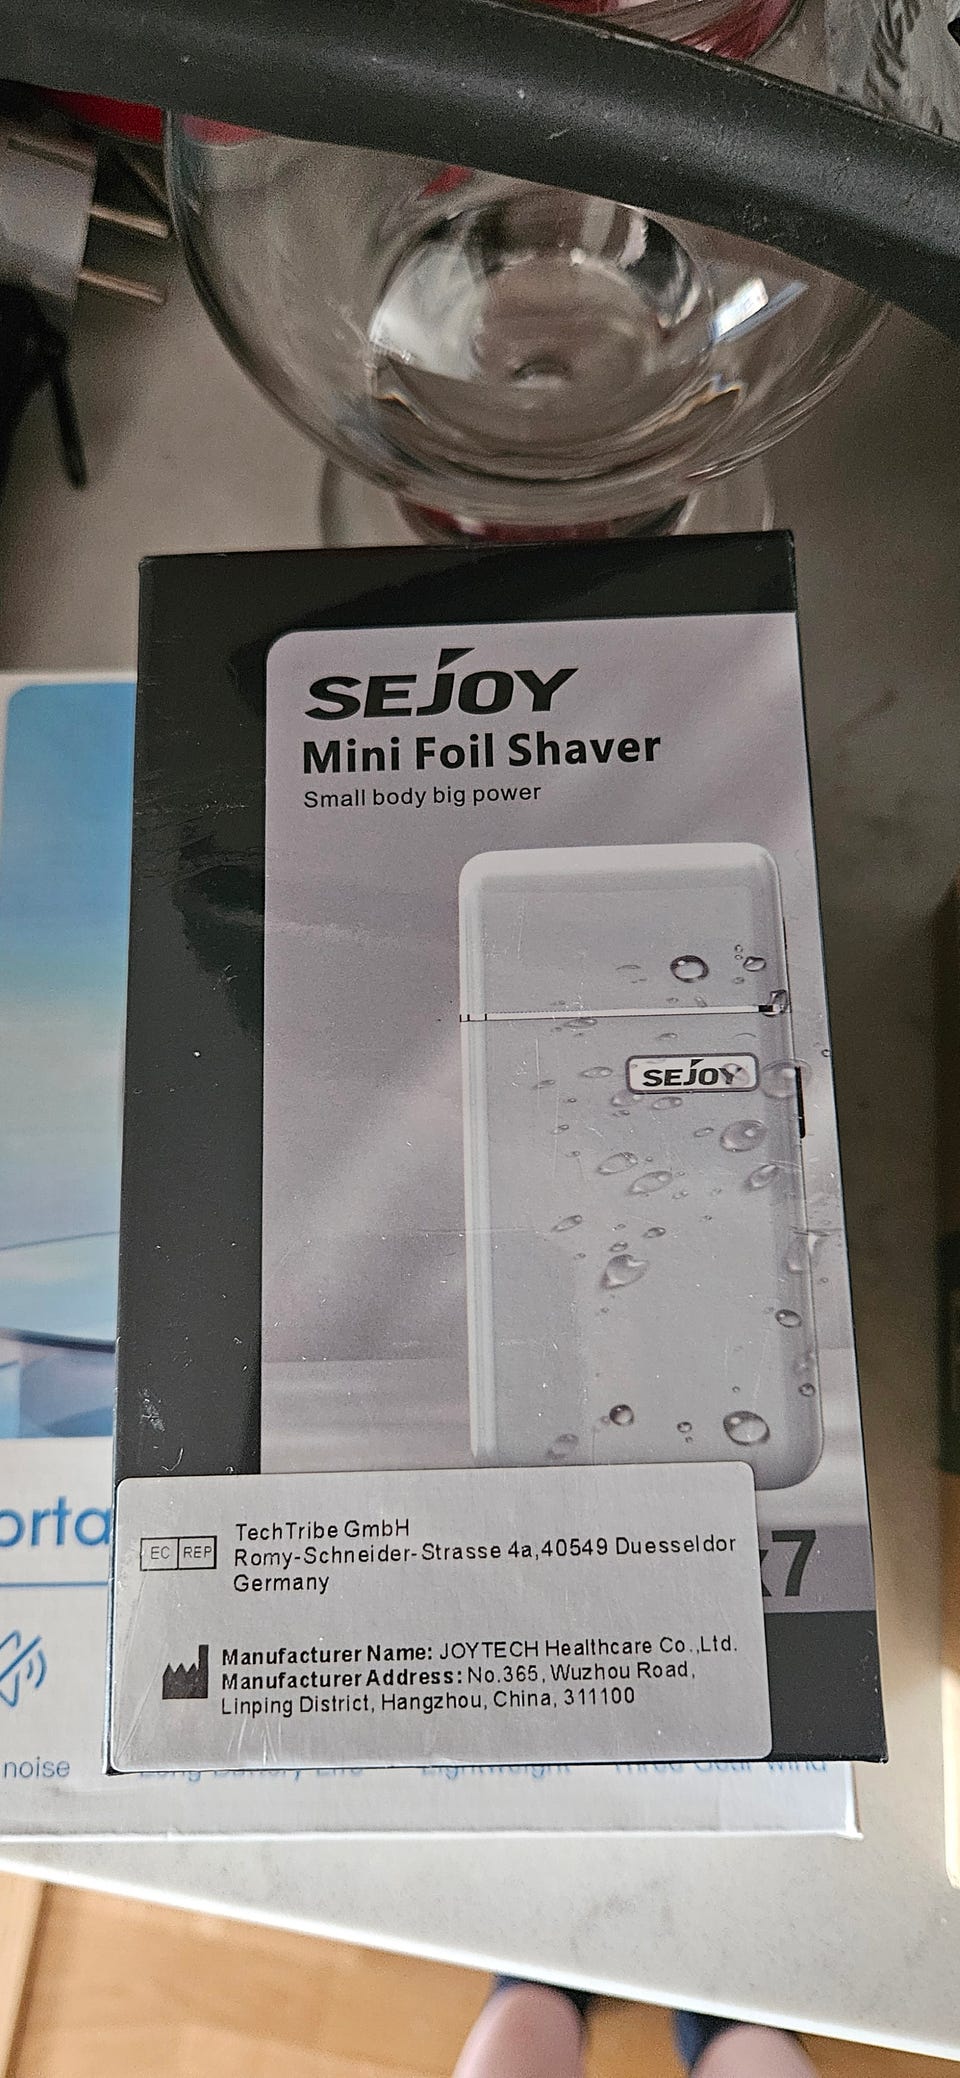 SEJOY
Mini Foil Shaver
Small body big power
SEJOY
TechTribe GmbH
EC REP
Romy-Schneider-Strasse 4a,40549 Duesseldor
Germany
x7
Manufacturer Name: JOYTECH Healthcare Co.,Ltd.
Manufacturer Address: No.365, Wuzhou Road,
Linping District, Hangzhou, China, 311100
orta
noise